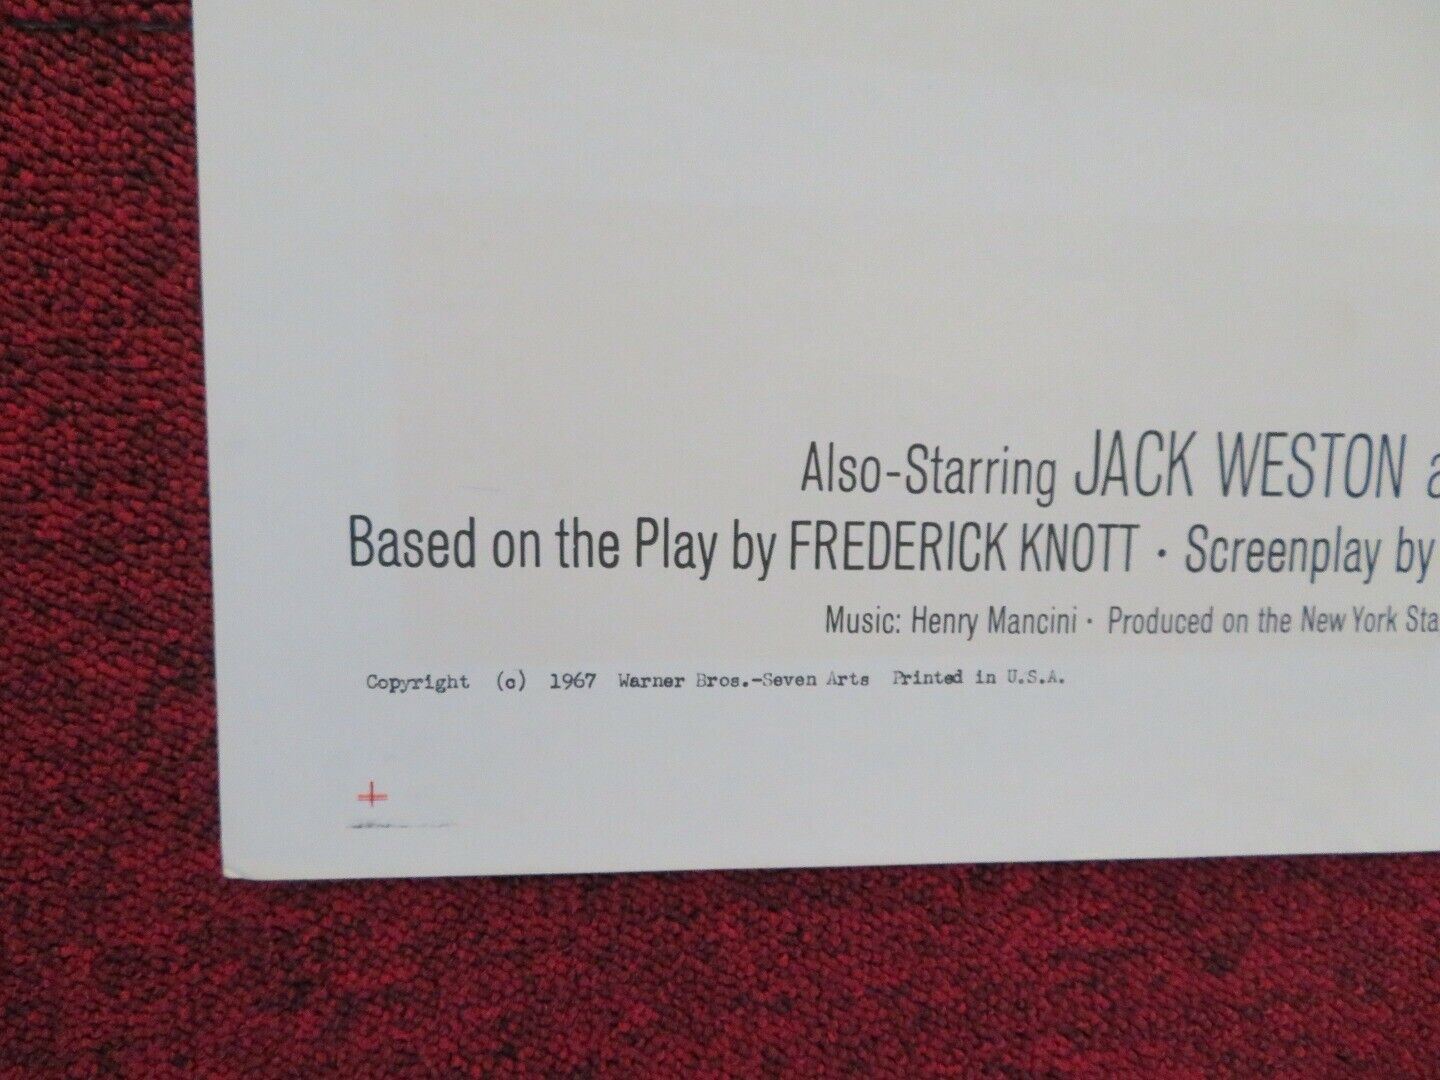 Also-Starring JACK WESTON a
Based on the Play by FREDERICK KNOTT · Screenplay by
Music: Henry Mancini · Produced on the New York Sta
Copyright (c) 1967 Warner Bros.-Seven Arts Printed in U.S.A.